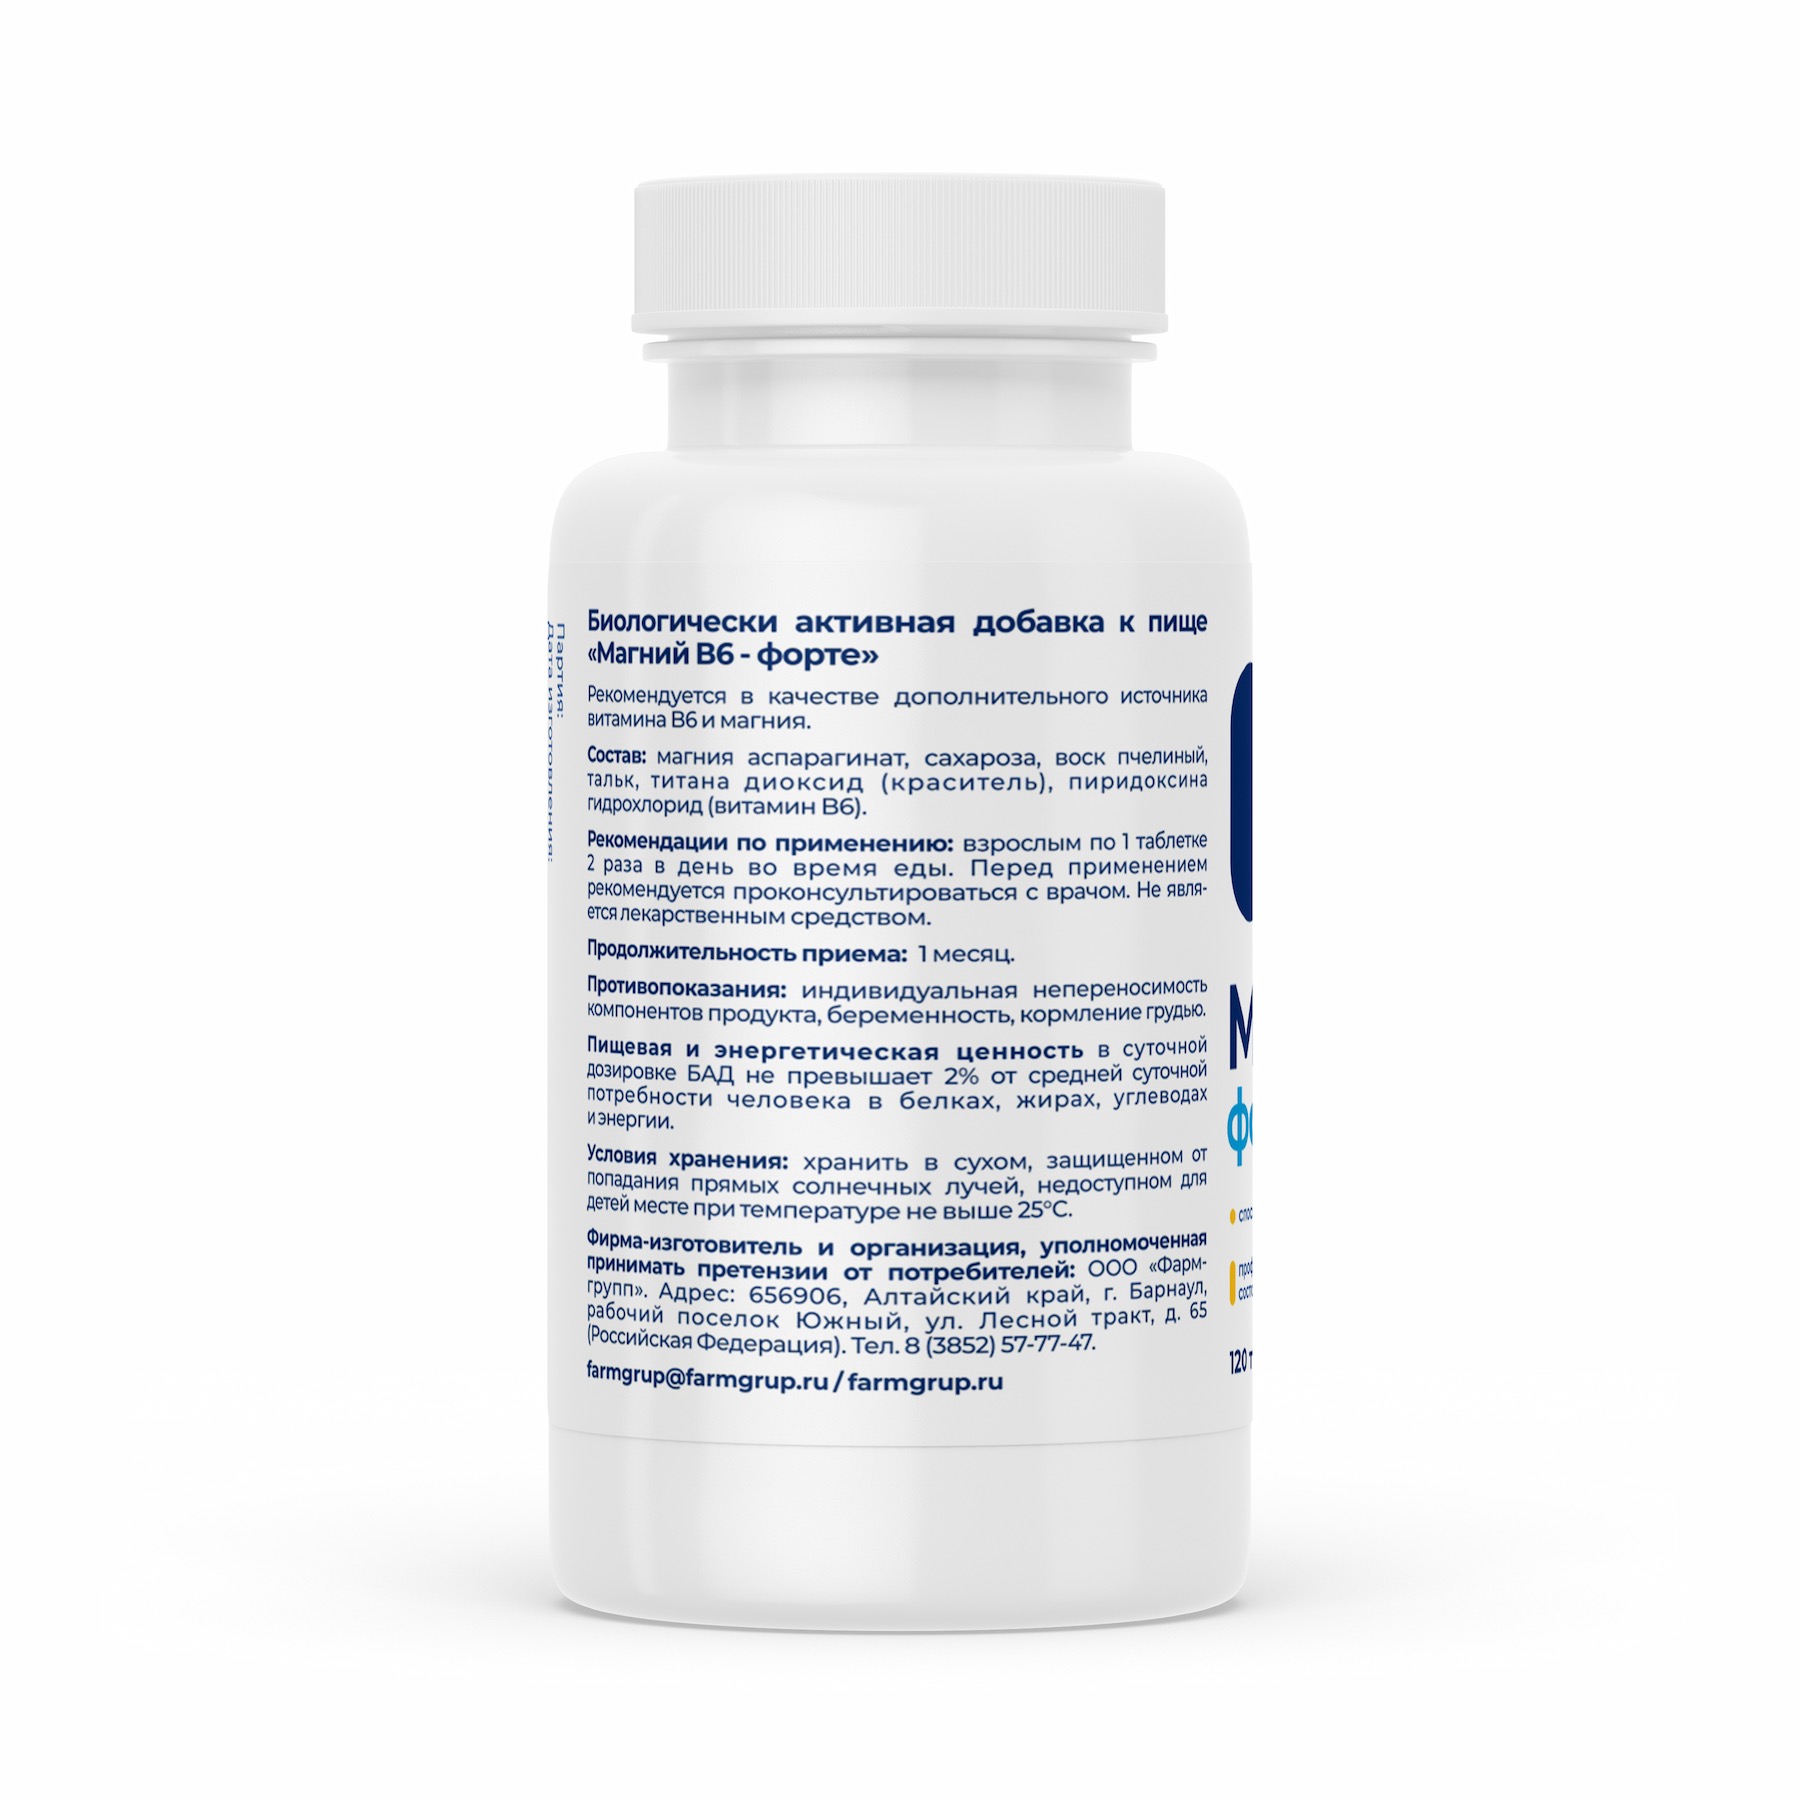 Партия:
Дата изготовления:
Биологически активная добавка к пище
«Магний В6 - форте»
Рекомендуется в качестве дополнительного источника
витамина В6 и магния.
Состав: магния аспарагинат, сахароза, воск пчелиный,
тальк, титана диоксид (краситель), пиридоксина
гидрохлорид (витамин В6).
Рекомендации по применению: взрослым по 1 таблетке
2 раза в день во время еды. Перед применением
рекомендуется проконсультироваться с врачом. Не явля-
ется лекарственным средством.
Продолжительность приема: 1 месяц.
Противопоказания: индивидуальная непереносимость
компонентов продукта, беременность, кормление грудью.
Пищевая и энергетическая ценность в суточной
дозировке БАД не превышает 2% от средней суточной
потребности человека в белках, жирах, углеводах
и энергии.
Условия хранения: хранить в сухом, защищенном от
попадания прямых солнечных лучей, недоступном для
детей месте при температуре не выше 25°С.
Фирма-изготовитель и организация, уполномоченная
принимать претензии от потребителей: ООО «Фарм-
групп». Адрес: 656906, Алтайский край, г. Барнаул,
рабочий поселок Южный, ул. Лесной тракт, д. 65
(Российская Федерация). Тел. 8 (3852) 57-77-47.
farmgrup@farmgrup.ru / farmgrup.ru
120